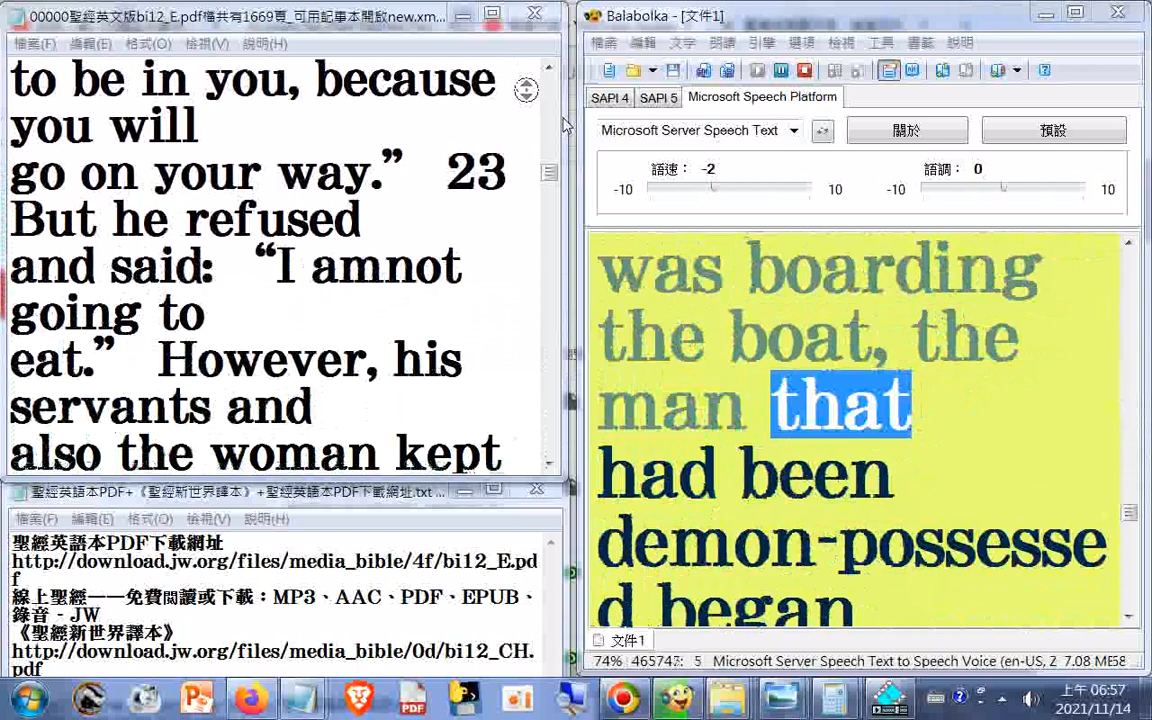 00000聖經英文版bi12_E.pdf檔共有1669頁_可用記事本開啟new.xm...
檔案(F) 編輯(E) 格式(O) 檢視(V) 說明(H)
to be in you, because
you will
go on your way.” 23
But he refused
and said: “I amnot
going to
eat.” However, his
servants and
also the woman kept
聖經英語本PDF+《聖經新世界譯本》+聖經英語本PDF下載網址.txt ...
檔案(F) 編輯(E) 格式(O) 檢視(V) 說明(H)
聖經英語本PDF下載網址
http://download.jw.org/files/media_bible/4f/bi12_E.pd
f
線上聖經——免費閱讀或下載：MP3、AAC、PDF、EPUB、
錄音 - JW
《聖經新世界譯本》
http://download.jw.org/files/media_bible/0d/bi12_CH.
pdf
Balabolka - [文件1]
檔案 編輯 文字 朗讀 引擎 選項 檢視 工具 書籤 說明
SAPI 4 SAPI 5 Microsoft Speech Platform
Microsoft Server Speech Text 關於 預設
語速： -2 語調： 0
-10 10 -10 10
was boarding
the boat, the
man that
had been
demon-possesse
d began
文件1
74% 465747: 5 Microsoft Server Speech Text to Speech Voice (en-US, Z 7.08 ME58
上午 06:57
2021/11/14